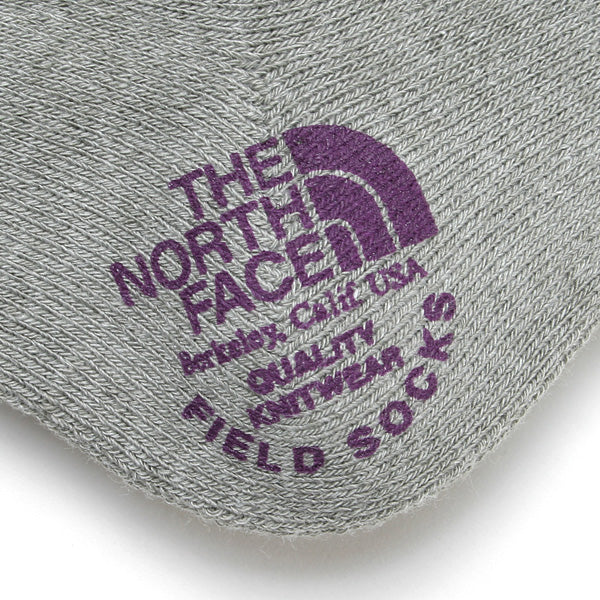 THE
NORTH
FACE
Berkeley, Calif USA
QUALITY
KNITWEAR
FIELD SOCKS